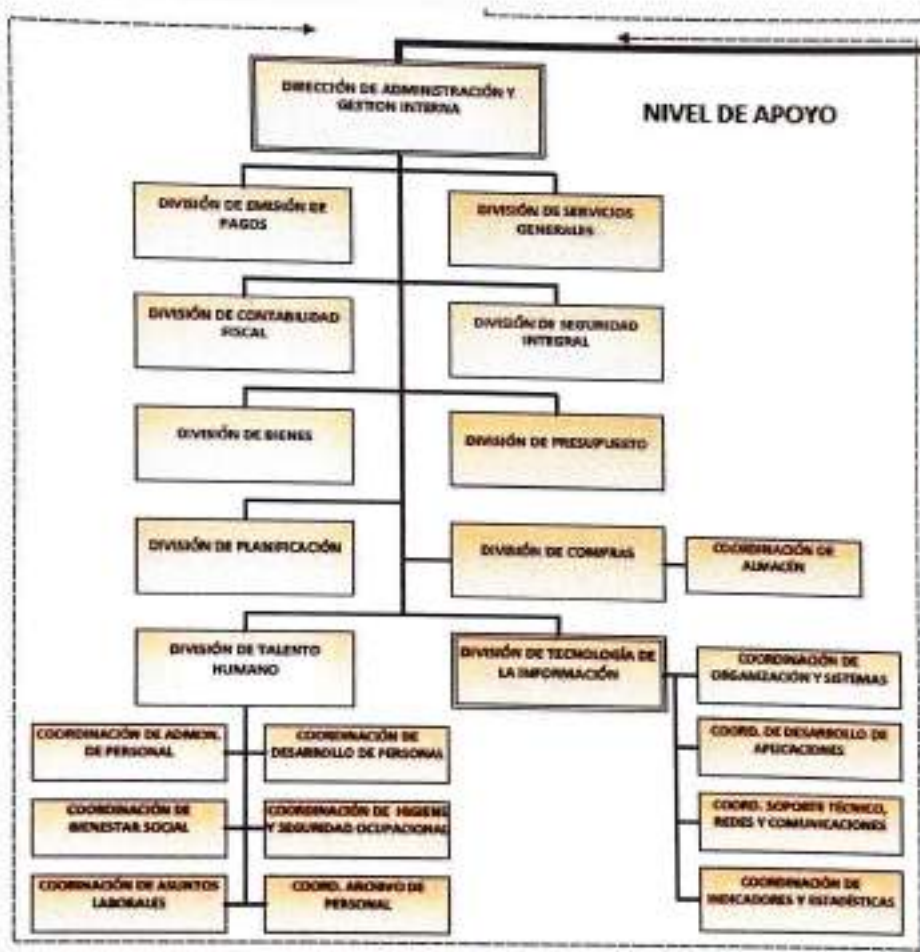 DIRECCIÓN DE ADMINISTRACIÓN Y
GESTION INTERNA
NIVEL DE APOYO
DIVISIÓN DE EMISIÓN DE
PAGOS
DIVISIÓN DE SERVICIOS
GENERALES
DIVISIÓN DE CONTABILIDAD
FISCAL
DIVISIÓN DE SEGURIDAD
INTEGRAL
DIVISIÓN DE BIENES
DIVISIÓN DE PRESUPUESTO
DIVISIÓN DE PLANIFICACIÓN
DIVISIÓN DE COMPRAS
COORDINACIÓN DE
ALMACÉN
DIVISIÓN DE TALENTO
HUMANO
DIVISIÓN DE TECNOLOGÍA DE
LA INFORMACIÓN
COORDINACIÓN DE
ORGANIZACIÓN Y SISTEMAS
COORDINACIÓN DE ADMON.
DE PERSONAL
COORDINACIÓN DE
DESARROLLO DE PERSONAL
COORD. DE DESARROLLO DE
APLICACIONES
COORDINACIÓN DE
BIENESTAR SOCIAL
COORDINACIÓN DE HIGIENE
Y SEGURIDAD OCUPACIONAL
COORD. SOPORTE TÉCNICO,
REDES Y COMUNICACIONES
COORDINACIÓN DE ASUNTOS
LABORALES
COORD. ARCHIVO DE
PERSONAL
COORDINACIÓN DE
INDICADORES Y ESTADÍSTICAS